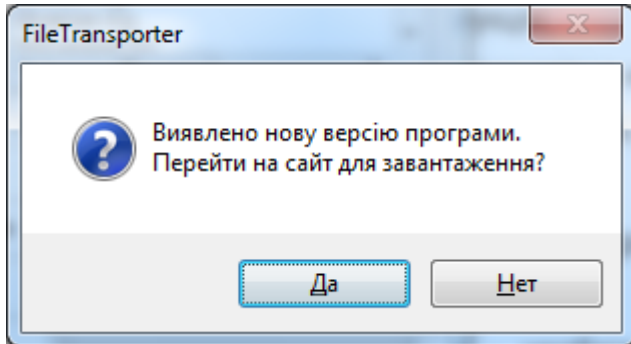 FileTransporter
Виявлено нову версію програми.
Перейти на сайт для завантаження?
Да
Нет